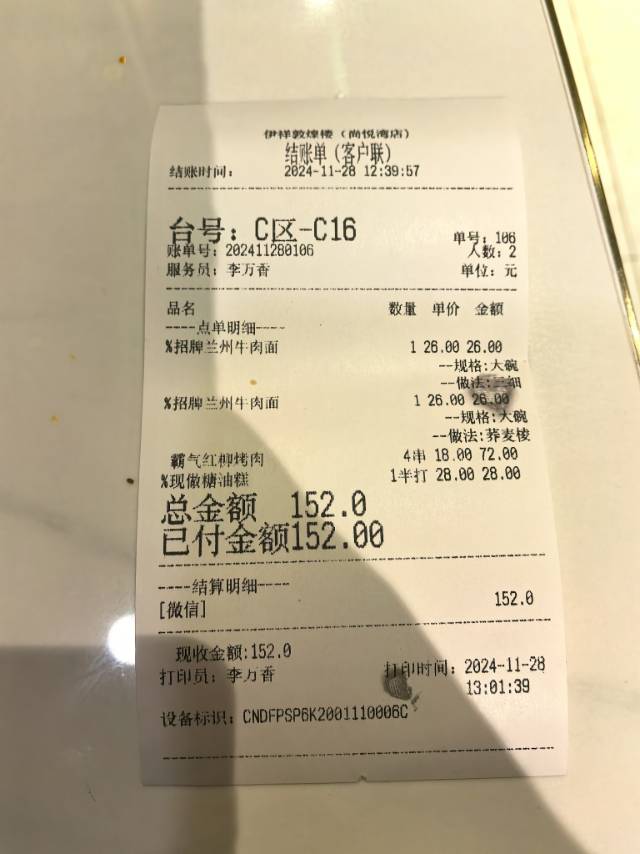 伊祥敦煌楼（尚悦湾店）
结账单（客户联）
结账时间： 2024-11-28 12:39:57
台号：C区-C16 单号：106
账单号：202411280106 人数：2
服务员：李万香 单位：元
品名 数量 单价 金额
----点单明细----
%招牌兰州牛肉面 1 26.00 26.00
--规格:大碗
--做法:三细
%招牌兰州牛肉面 1 26.00 26.00
--规格:大碗
--做法:荞麦棱
霸气红柳烤肉 4串 18.00 72.00
%现做糖油糕 1半打 28.00 28.00
总金额 152.0
已付金额152.00
----结算明细----
[微信] 152.0
现收金额:152.0
打印员：李万香 打印时间：2024-11-28
13:01:39
设备标识：CNDFPSP6K2001110006C